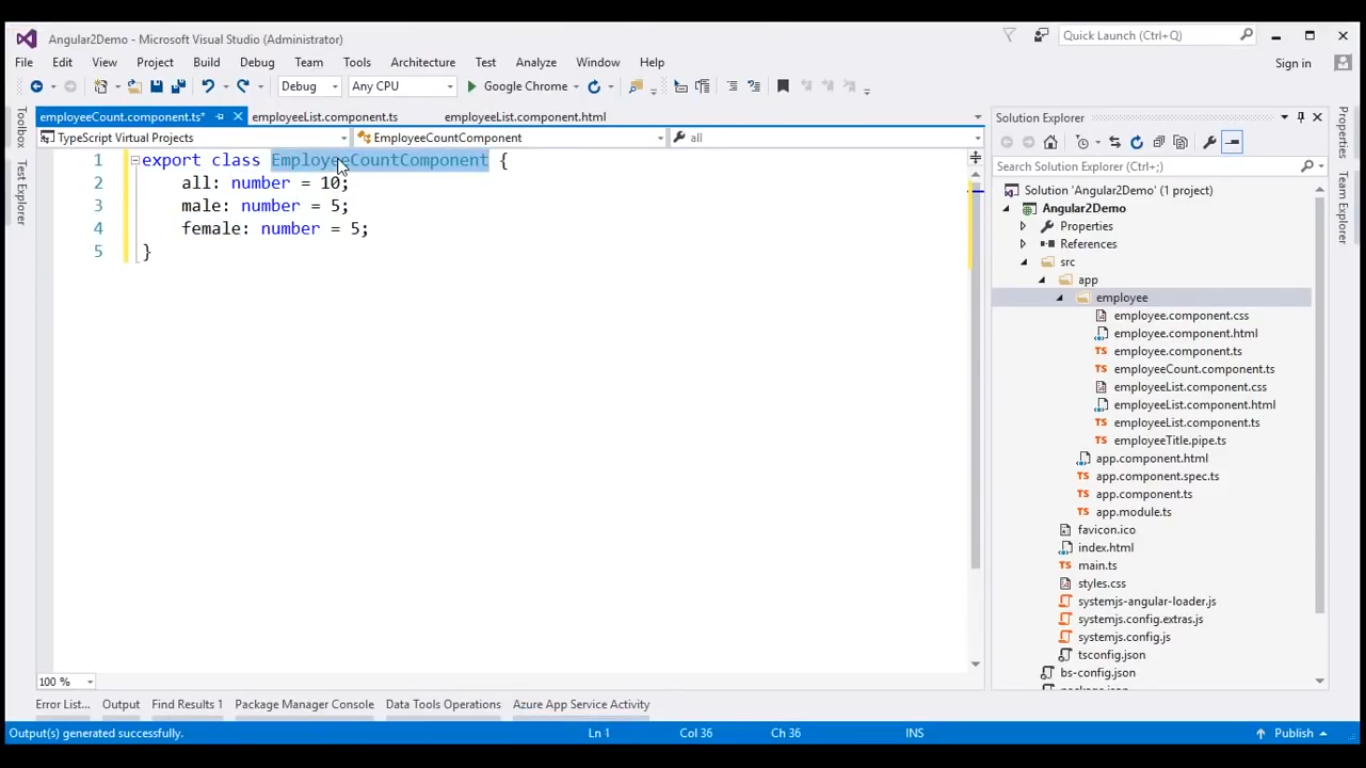 Angular2Demo - Microsoft Visual Studio (Administrator)
Quick Launch (Ctrl+Q)
File Edit View Project Build Debug Team Tools Architecture Test Analyze Window Help
Sign in
Debug Any CPU Google Chrome
employeeCount.component.ts* employeeList.component.ts employeeList.component.html
TypeScript Virtual Projects EmployeeCountComponent all
Toolbox
Test Explorer
1 export class EmployeeCountComponent {
2 all: number = 10;
3 male: number = 5;
4 female: number = 5;
5 }
100 %
Solution Explorer
Search Solution Explorer (Ctrl+;)
Solution 'Angular2Demo' (1 project)
Angular2Demo
Properties
References
src
app
employee
employee.component.css
employee.component.html
TS employee.component.ts
TS employeeCount.component.ts
employeeList.component.css
employeeList.component.html
TS employeeList.component.ts
TS employeeTitle.pipe.ts
app.component.html
TS app.component.spec.ts
TS app.component.ts
TS app.module.ts
favicon.ico
index.html
TS main.ts
styles.css
systemjs-angular-loader.js
systemjs.config.extras.js
systemjs.config.js
tsconfig.json
bs-config.json
Properties
Team Explorer
Error List... Output Find Results 1 Package Manager Console Data Tools Operations Azure App Service Activity
Output(s) generated successfully. Ln 1 Col 36 Ch 36 INS Publish